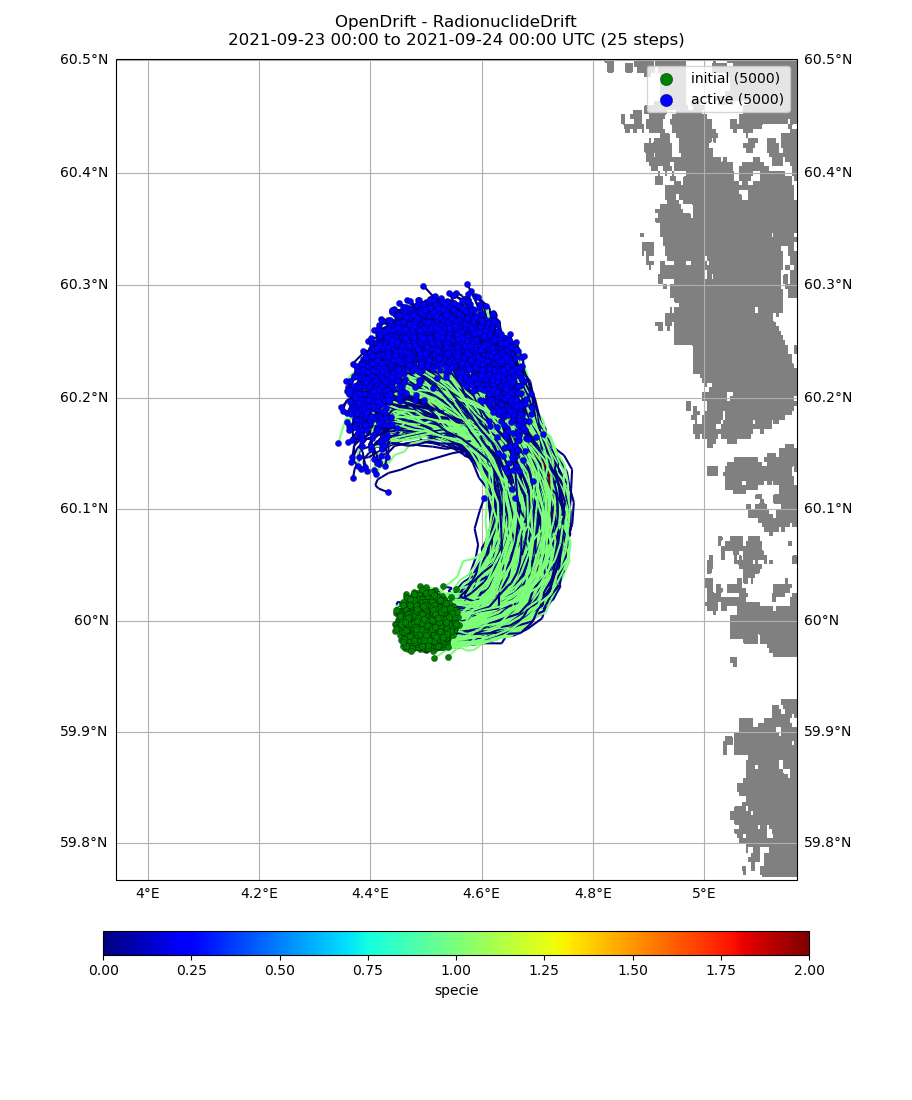 OpenDrift - RadionuclideDrift
2021-09-23 00:00 to 2021-09-24 00:00 UTC (25 steps)
60.5°N 60.5°N
initial (5000)
active (5000)
60.4°N 60.4°N
60.3°N 60.3°N
60.2°N 60.2°N
60.1°N 60.1°N
60°N 60°N
59.9°N 59.9°N
59.8°N 59.8°N
4°E 4.2°E 4.4°E 4.6°E 4.8°E 5°E
0.00 0.25 0.50 0.75 1.00 1.25 1.50 1.75 2.00
specie